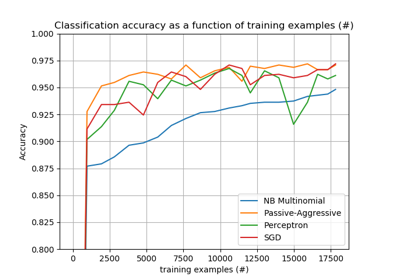 Classification accuracy as a function of training examples (#)
1.000
0.975
0.950
0.925
0.900
0.875
0.850
0.825
0.800
Accuracy
NB Multinomial
Passive-Aggressive
Perceptron
SGD
0 2500 5000 7500 10000 12500 15000 17500
training examples (#)